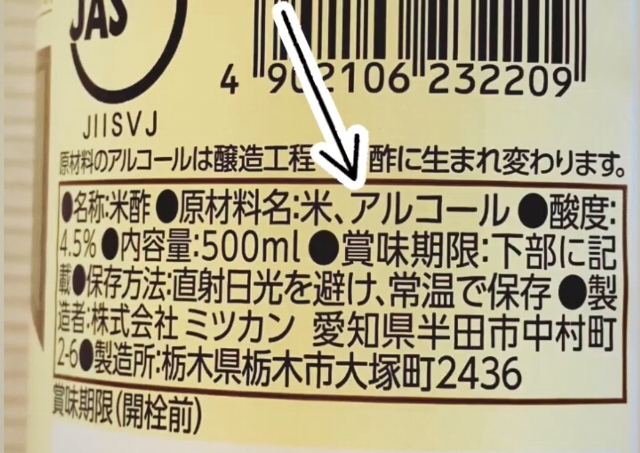 JAS
JIISVJ
4 902106 232209
原材料のアルコールは醸造工程 酢に生まれ変わります。
●名称:米酢 ●原材料名:米、アルコール ●酸度:
4.5% ●内容量:500ml ●賞味期限:下部に記
載●保存方法:直射日光を避け、常温で保存 ●製
造者:株式会社 ミツカン 愛知県半田市中村町
2-6●製造所:栃木県栃木市大塚町2436
賞味期限(開栓前)